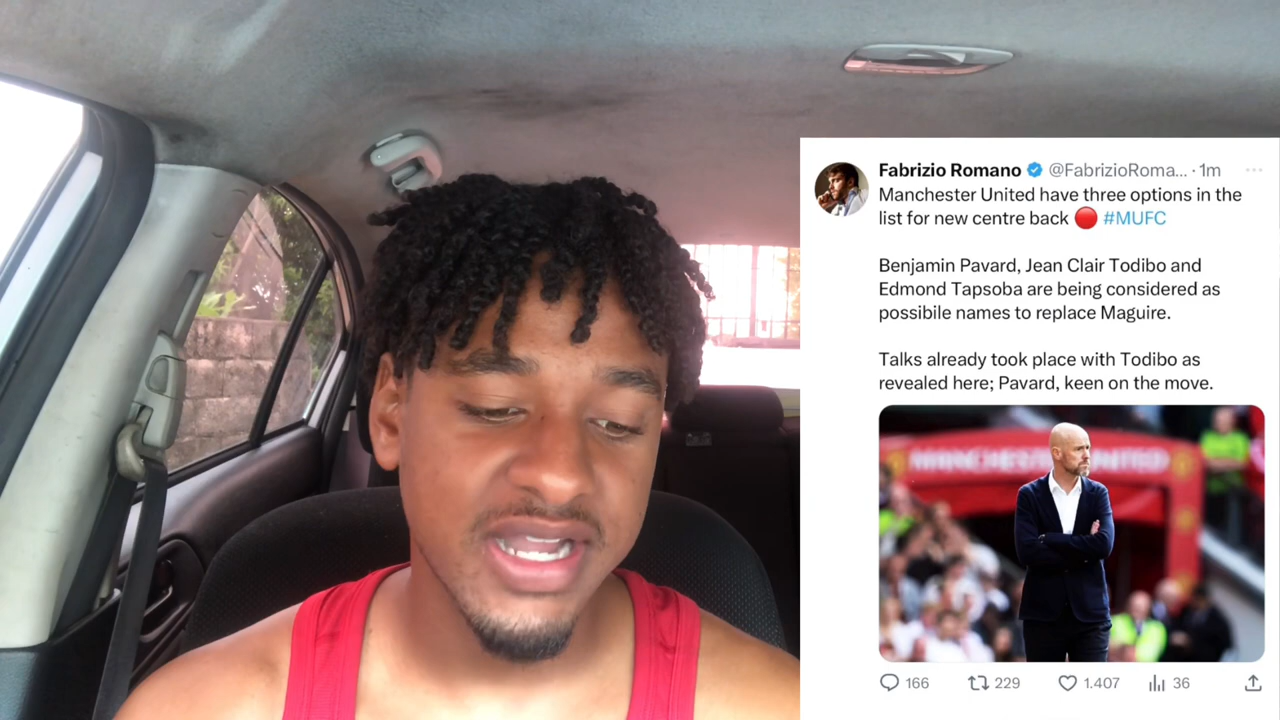 Fabrizio Romano @FabrizioRoma... · 1m
Manchester United have three options in the
list for new centre back 🔴 #MUFC
Benjamin Pavard, Jean Clair Todibo and
Edmond Tapsoba are being considered as
possibile names to replace Maguire.
Talks already took place with Todibo as
revealed here; Pavard, keen on the move.
MANCHESTER UNITED
166 229 1.407 36